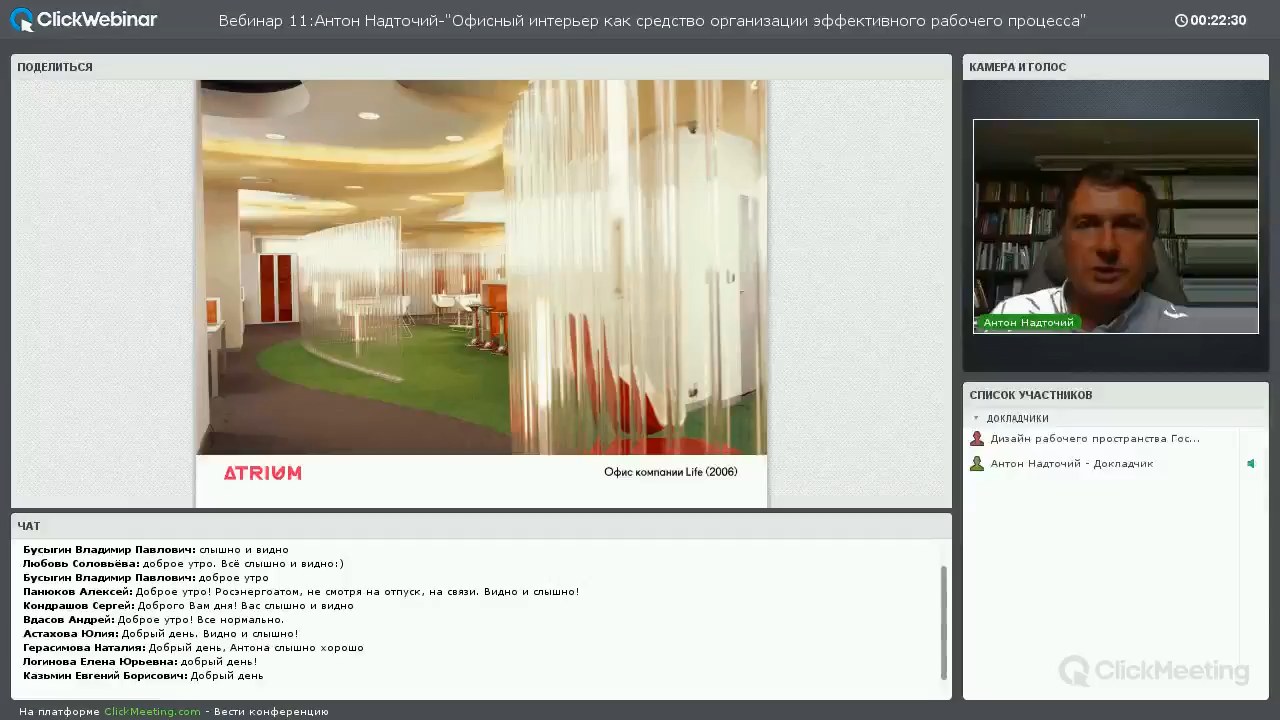 ClickWebinar
Вебинар 11:Антон Надточий-"Офисный интерьер как средство организации эффективного рабочего процесса"
00:22:30
ПОДЕЛИТЬСЯ
ATRIUM
Офис компании Life (2006)
КАМЕРА И ГОЛОС
Антон Надточий
СПИСОК УЧАСТНИКОВ
ДОКЛАДЧИКИ
Дизайн рабочего пространства Гос...
Антон Надточий - Докладчик
ClickMeeting
ЧАТ
Бусыгин Владимир Павлович: слышно и видно
Любовь Соловьёва: доброе утро. Всё слышно и видно:)
Бусыгин Владимир Павлович: доброе утро
Панюков Алексей: Доброе утро! Росэнергоатом, не смотря на отпуск, на связи. Видно и слышно!
Кондрашов Сергей: Доброго Вам дня! Вас слышно и видно
Вдасов Андрей: Доброе утро! Все нормально.
Астахова Юлия: Добрый день. Видно и слышно!
Герасимова Наталия: Добрый день, Антона слышно хорошо
Логинова Елена Юрьевна: добрый день!
Казьмин Евгений Борисович: Добрый день
На платформе ClickMeeting.com - Вести конференцию